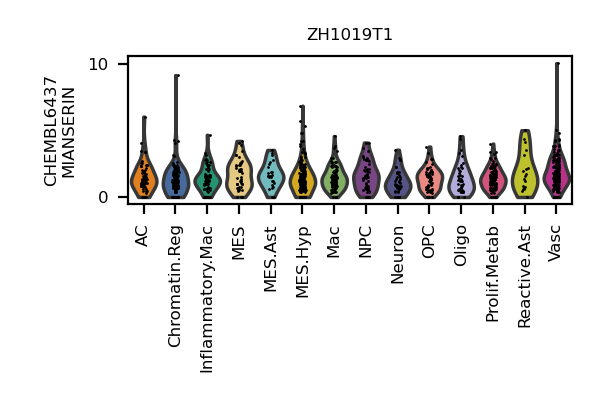 ZH1019T1
CHEMBL6437
MIANSERIN
10
0
AC
Chromatin.Reg
Inflammatory.Mac
MES
MES.Ast
MES.Hyp
Mac
NPC
Neuron
OPC
Oligo
Prolif.Metab
Reactive.Ast
Vasc